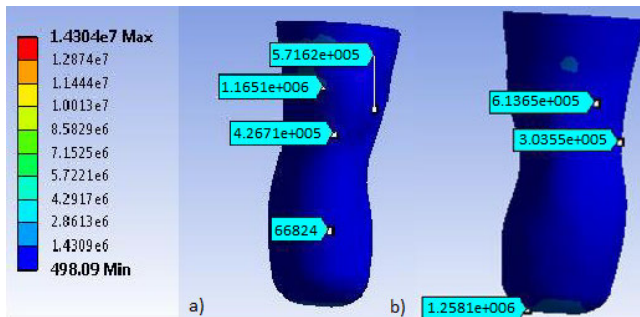 1.4304e7 Max
1.2874e7
1.1444e7
1.0013e7
8.5829e6
7.1525e6
5.7221e6
4.2917e6
2.8613e6
1.4309e6
498.09 Min
5.7162e+005
1.1651e+006
4.2671e+005
66824
a)
6.1365e+005
3.0355e+005
1.2581e+006
b)